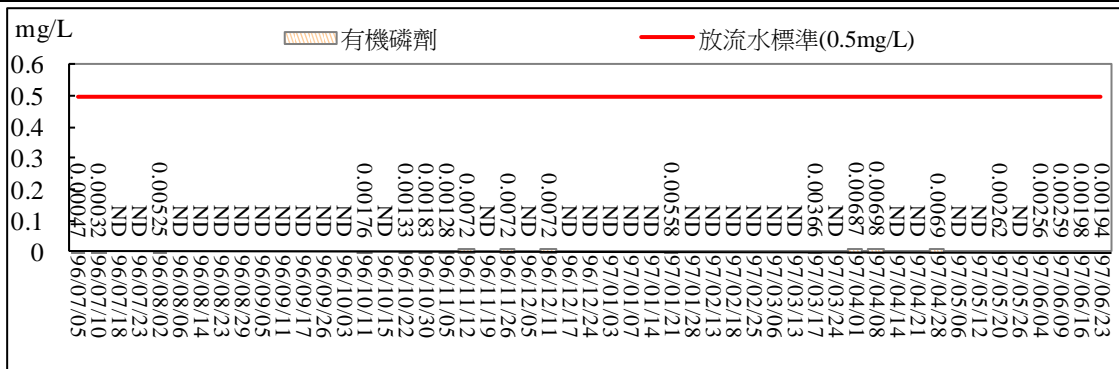 mg/L
有機磷劑
放流水標準(0.5mg/L)
0.6
0.5
0.4
0.3
0.2
0.1
0
0.00047
0.00032
ND
ND
0.00525
ND
ND
ND
ND
ND
ND
ND
ND
ND
0.00176
ND
0.00133
0.00183
0.00128
0.0072
ND
0.0072
ND
0.0072
ND
ND
ND
ND
ND
0.00558
ND
ND
ND
ND
ND
ND
0.00366
ND
0.00687
0.00698
ND
ND
0.0069
ND
ND
0.00262
ND
0.00256
0.00259
0.00198
0.00194
96/07/05
96/07/10
96/07/18
96/07/23
96/08/02
96/08/06
96/08/14
96/08/23
96/08/29
96/09/05
96/09/11
96/09/17
96/09/26
96/10/03
96/10/11
96/10/15
96/10/22
96/10/30
96/11/05
96/11/12
96/11/19
96/11/26
96/12/05
96/12/11
96/12/17
96/12/24
97/01/03
97/01/07
97/01/14
97/01/21
97/01/28
97/02/13
97/02/18
97/02/25
97/03/06
97/03/13
97/03/17
97/03/24
97/04/01
97/04/08
97/04/14
97/04/21
97/04/28
97/05/06
97/05/12
97/05/20
97/05/26
97/06/04
97/06/09
97/06/16
97/06/23